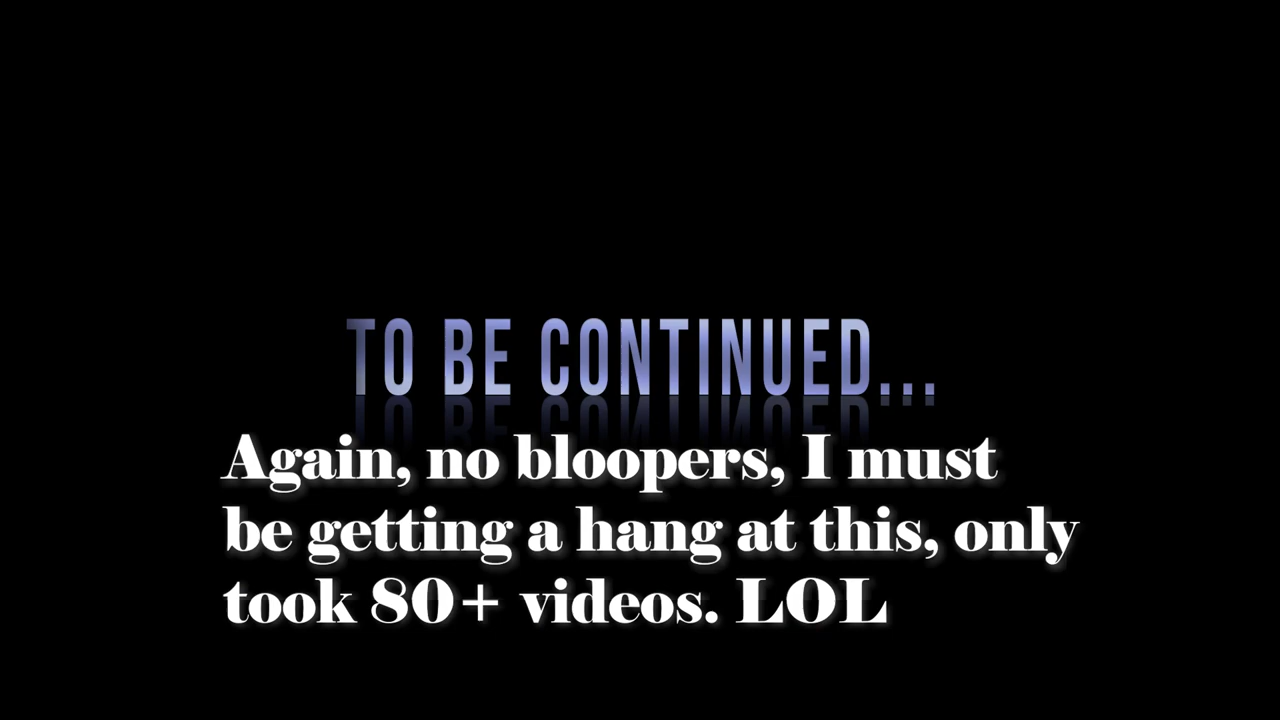 TO BE CONTINUED...
Again, no bloopers, I must
be getting a hang at this, only
took 80+ videos. LOL